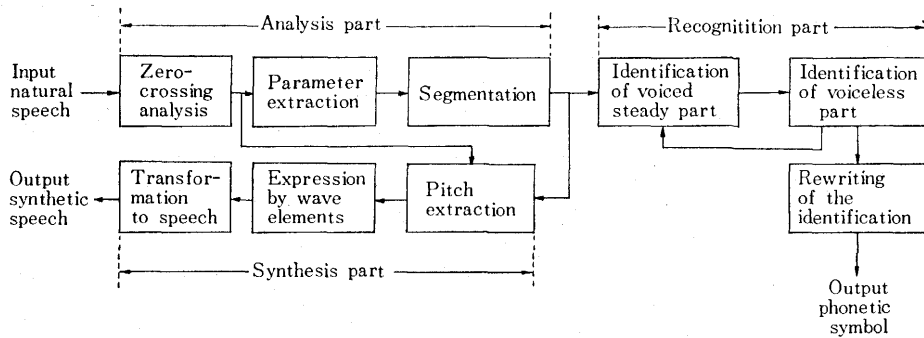 Analysis part
Recognitition part
Input
natural
speech
Zero-
crossing
analysis
Parameter
extraction
Segmentation
Identification
of voiced
steady part
Identification
of voiceless
part
Output
synthetic
speech
Transfor-
mation
to speech
Expression
by wave
elements
Pitch
extraction
Rewriting
of the
identification
Synthesis part
Output
phonetic
symbol